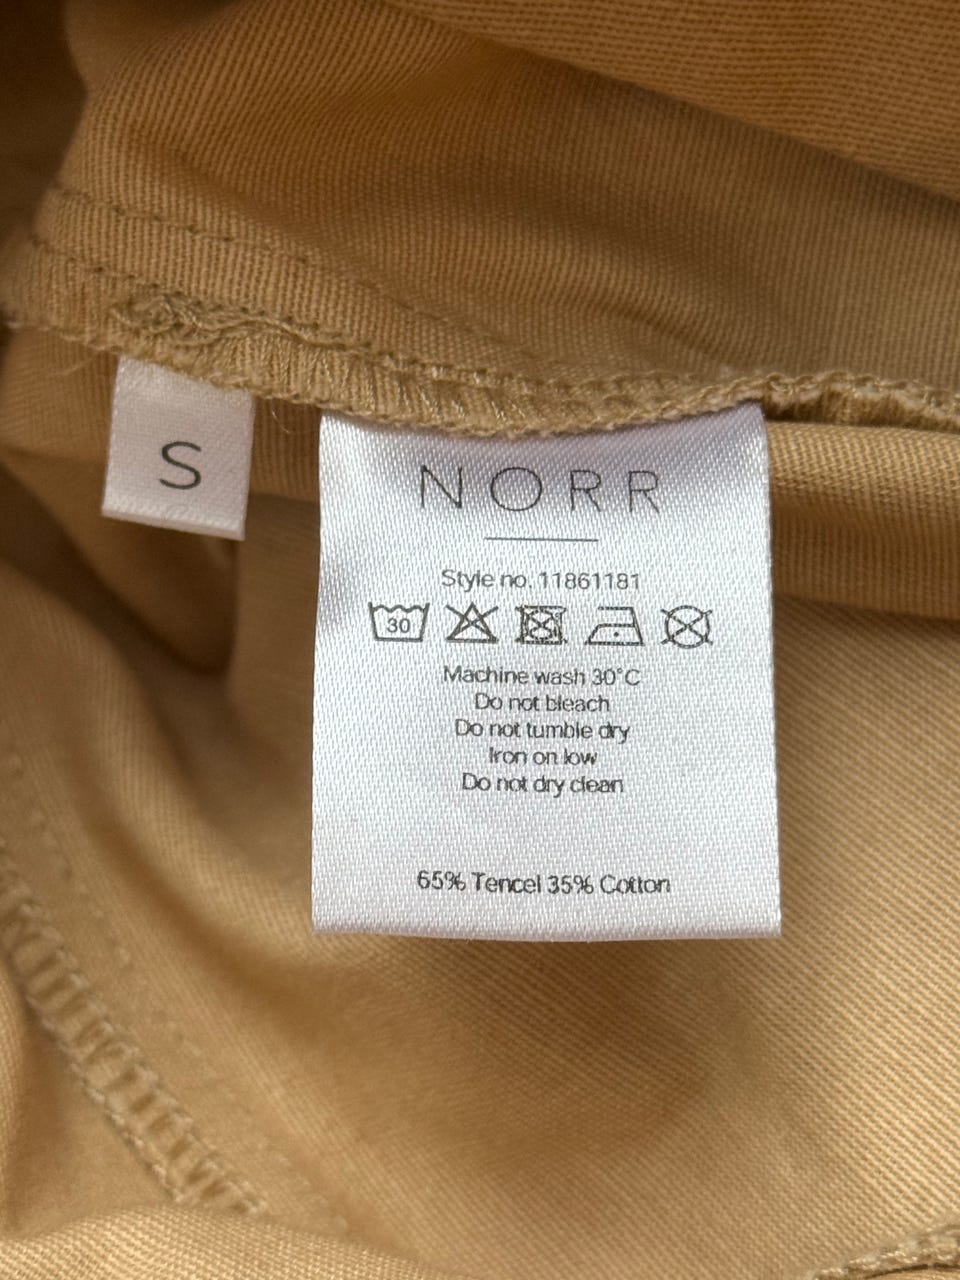 S
NORR
Style no. 11861181
30
Machine wash 30°C
Do not bleach
Do not tumble dry
Iron on low
Do not dry clean
65% Tencel 35% Cotton